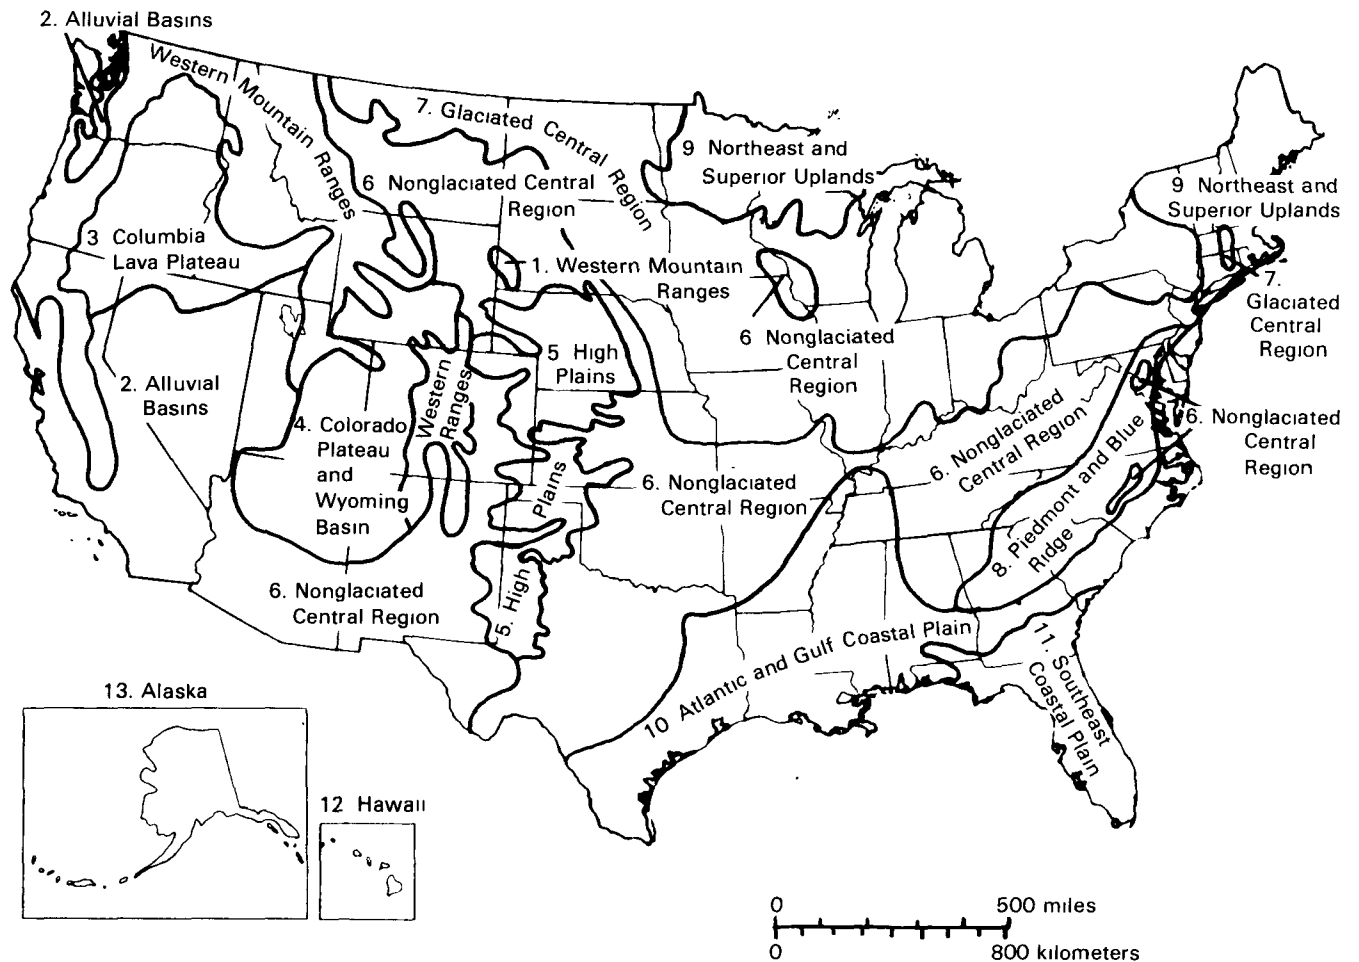 2. Alluvial Basins
Western Mountain Ranges
7. Glaciated Central Region
9 Northeast and
Superior Uplands
9 Northeast and
Superior Uplands
6 Nonglaciated Central
Region
3 Columbia
Lava Plateau
1. Western Mountain
Ranges
7.
Glaciated
Central
Region
6 Nonglaciated
Central
Region
5 High
Plains
2. Alluvial
Basins
Western
Ranges
4. Colorado
Plateau
and
Wyoming
Basin
6. Nonglaciated
Central Region
6. Nonglaciated
Central
Region
Plains
6. Nonglaciated
Central Region
8. Piedmont and Blue
Ridge
5. High
6. Nonglaciated
Central Region
10 Atlantic and Gulf Coastal Plain
11. Southeast
Coastal Plain
13. Alaska
12 Hawaii
0 500 miles
0 800 kilometers